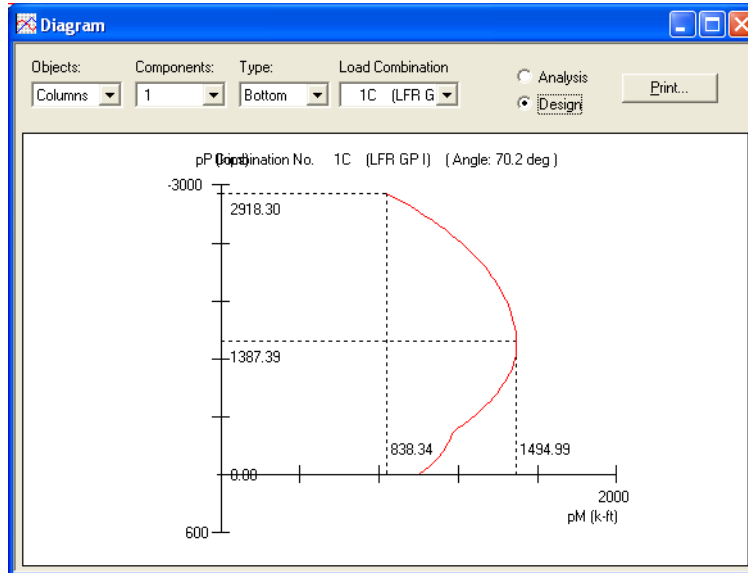 Diagram
Objects: Components: Type: Load Combination
Columns 1 Bottom 1C (LFR G
Analysis
Design
Print...
pP (kips)
Combination No. 1C (LFR GP I) ( Angle: 70.2 deg )
-3000
2918.30
1387.39
838.34 1494.99
0.00
2000
pM (k-ft)
600